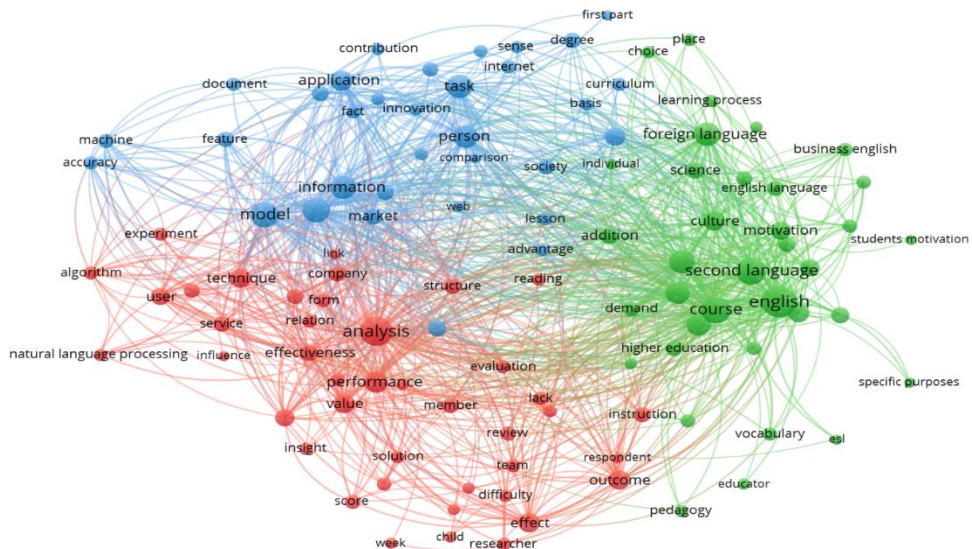 first part
contribution
sense
degree
place
choice
internet
document
application
task
curriculum
fact
innovation
basis
learning process
machine
feature
person
foreign language
accuracy
comparison
society
individual
science
business english
information
english language
model
market
web
lesson
culture
experiment
addition
motivation
students motivation
link
advantage
algorithm
technique
company
structure
reading
second language
user
form
demand
english
service
relation
analysis
course
natural language processing
influence
effectiveness
higher education
evaluation
performance
specific purposes
value
member
lack
instruction
insight
review
vocabulary
esl
solution
team
respondent
score
difficulty
outcome
educator
effect
pedagogy
week
child
researcher